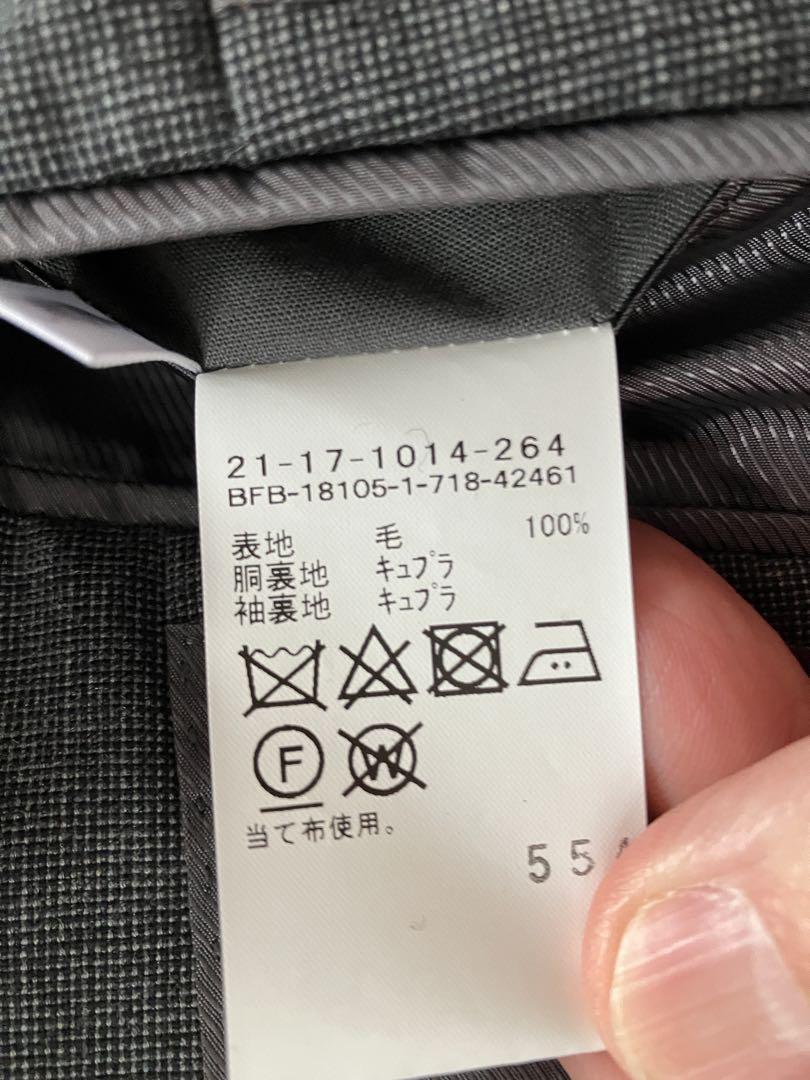 21-17-1014-264
BFB-18105-1-718-42461
表地 毛 100%
胴裏地 キュプラ
袖裏地 キュプラ
F W
当て布使用。
55